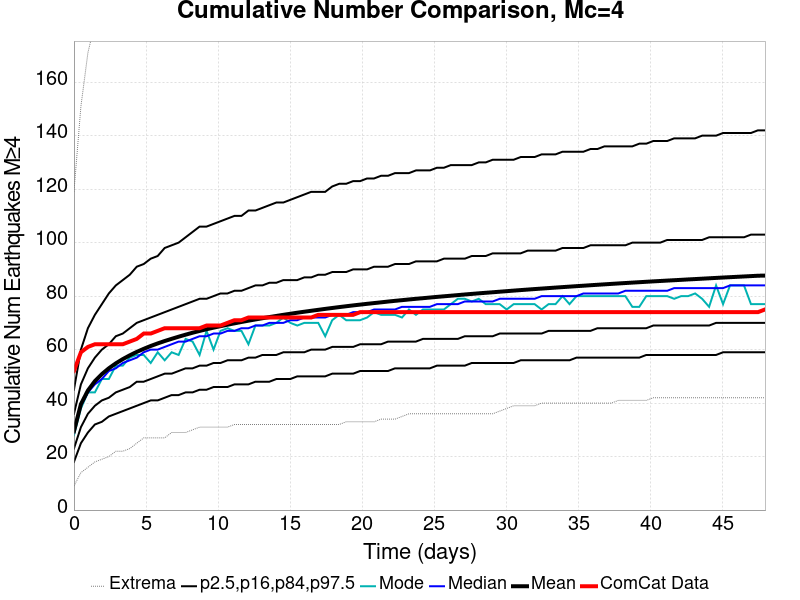 Cumulative Number Comparison, Mc=4
Cumulative Num Earthquakes M≥4
160
140
120
100
80
60
40
20
0
0 5 10 15 20 25 30 35 40 45
Time (days)
Extrema p2.5,p16,p84,p97.5 Mode Median Mean ComCat Data